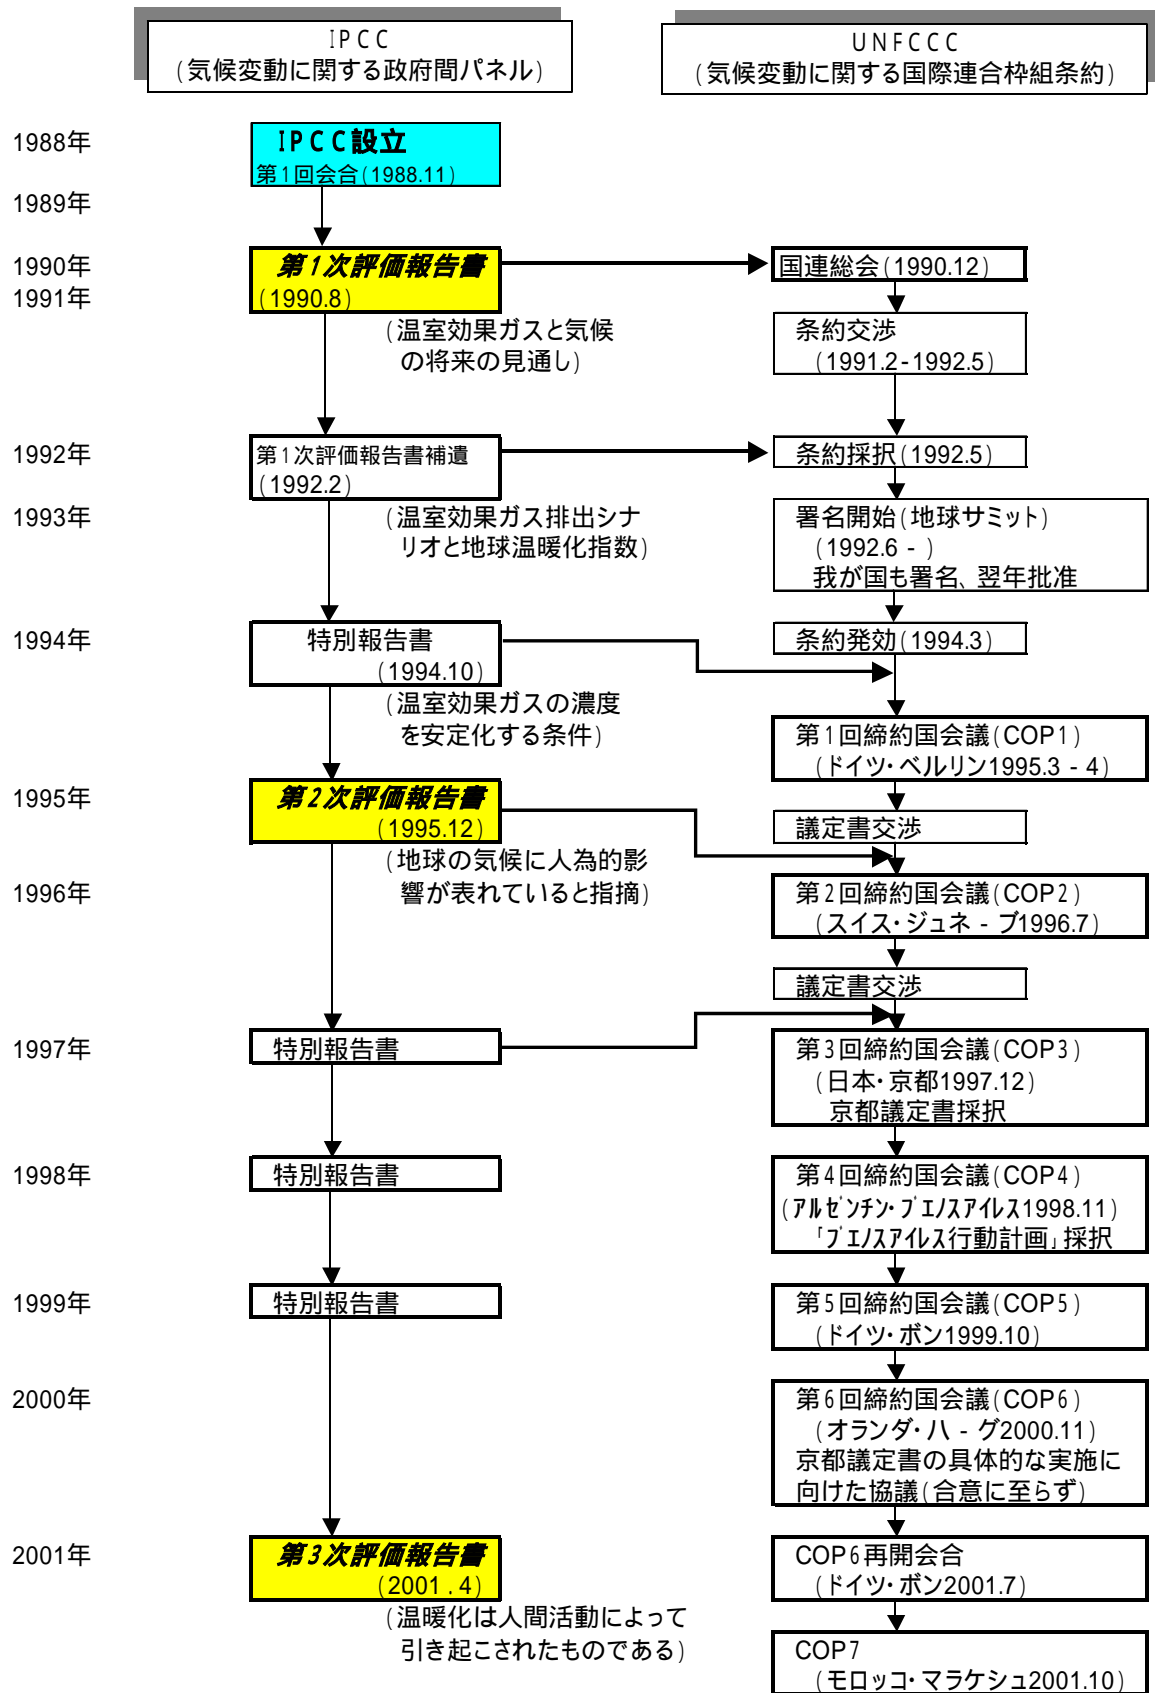 IPCC
(気候変動に関する政府間パネル)
UNFCCC
(気候変動に関する国際連合枠組条約)
1988年
IPCC設立
第1回会合(1988.11)
1989年
1990年
第1次評価報告書
(1990.8)
国連総会(1990.12)
1991年
(温室効果ガスと気候
の将来の見通し)
条約交渉
(1991.2-1992.5)
1992年
第1次評価報告書補遺
(1992.2)
条約採択(1992.5)
1993年
(温室効果ガス排出シナ
リオと地球温暖化指数)
署名開始(地球サミット)
(1992.6 - )
我が国も署名、翌年批准
1994年
特別報告書
(1994.10)
条約発効(1994.3)
(温室効果ガスの濃度
を安定化する条件)
第1回締約国会議(COP1)
(ドイツ・ベルリン1995.3 - 4)
1995年
第2次評価報告書
(1995.12)
議定書交渉
(地球の気候に人為的影
響が表れていると指摘)
1996年
第2回締約国会議(COP2)
(スイス・ジュネ - ブ1996.7)
議定書交渉
1997年
特別報告書
第3回締約国会議(COP3)
(日本・京都1997.12)
京都議定書採択
1998年
特別報告書
第4回締約国会議(COP4)
(ｱﾙｾﾞﾝﾁﾝ・ﾌﾞｴﾉｽｱｲﾚｽ1998.11)
「ﾌﾞｴﾉｽｱｲﾚｽ行動計画」採択
1999年
特別報告書
第5回締約国会議(COP5)
(ドイツ・ボン1999.10)
2000年
第6回締約国会議(COP6)
(オランダ・ハ - グ2000.11)
京都議定書の具体的な実施に
向けた協議(合意に至らず)
2001年
第3次評価報告書
(2001 . 4)
COP6再開会合
(ドイツ・ボン2001.7)
(温暖化は人間活動によって
引き起こされたものである)
COP7
(モロッコ・マラケシュ2001.10)